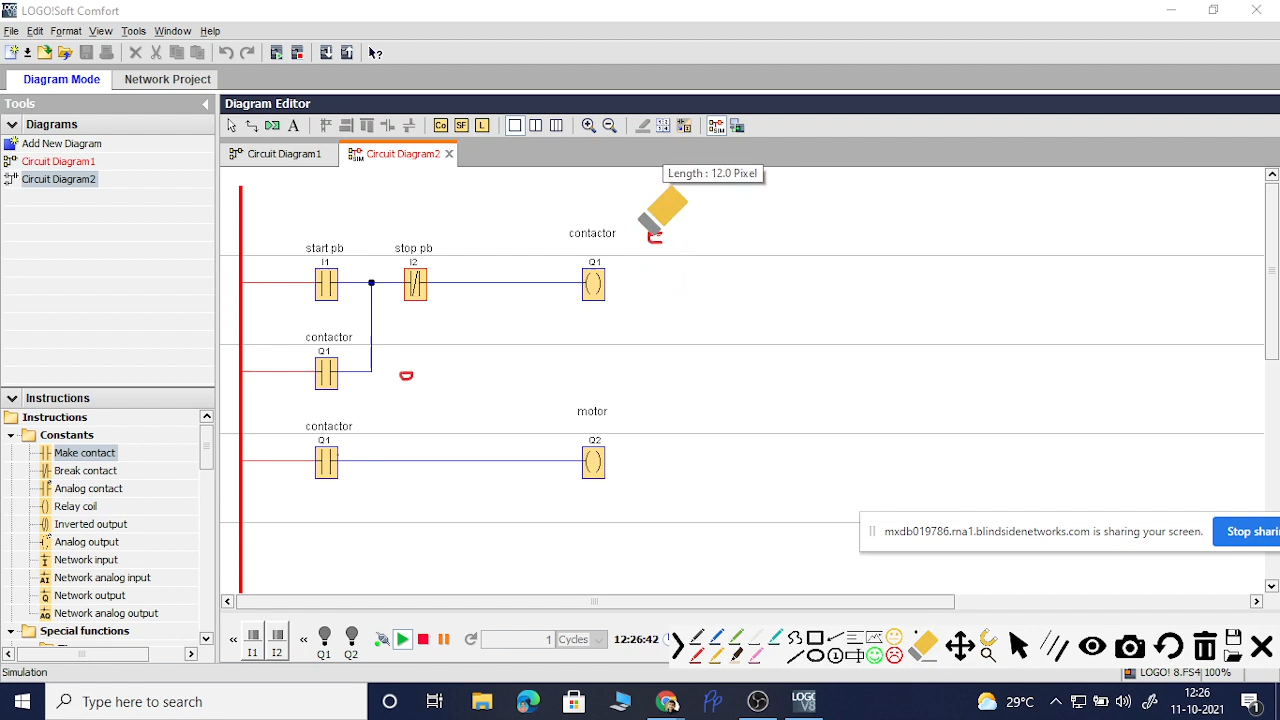 LOGO!Soft Comfort
File Edit Format View Tools Window Help
Diagram Mode Network Project
Tools
Diagrams
Add New Diagram
Circuit Diagram1
Circuit Diagram2
Instructions
Instructions
Constants
Make contact
Break contact
Analog contact
Relay coil
Inverted output
Analog output
Network input
Network analog input
Network output
Network analog output
Special functions
Diagram Editor
A Co SF L
Circuit Diagram1 Circuit Diagram2
Length : 12.0 Pixel
start pb stop pb contactor
I1 I2 Q1
contactor
Q1
motor
contactor
Q1 Q2
mxdb019786.rna1.blindsidenetworks.com is sharing your screen. Stop shari
I1 I2 Q1 Q2 1 Cycles 12:26:42
Simulation
LOGO! 8.FS4 100%
Type here to search
29°C
12:26
11-10-2021